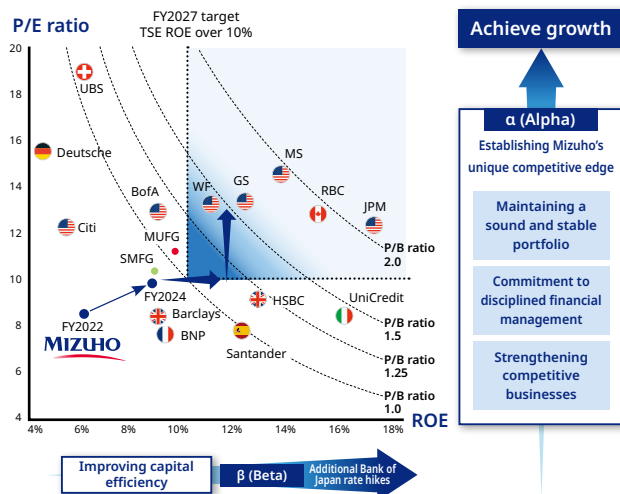 P/E ratio
FY2027 target
TSE ROE over 10%
20
18
16
14
12
10
8
6
4
4%
6%
8%
10%
12%
14%
16%
18%
ROE
UBS
Deutsche
Citi
BofA
WF
GS
MS
RBC
JPM
MUFG
SMFG
FY2024
FY2022
MIZUHO
Barclays
BNP
HSBC
Santander
UniCredit
P/B ratio
2.0
P/B ratio
1.5
P/B ratio
1.25
P/B ratio
1.0
Improving capital
efficiency
β (Beta)
Additional Bank of
Japan rate hikes
Achieve growth
α (Alpha)
Establishing Mizuho's
unique competitive edge
Maintaining a
sound and stable
portfolio
Commitment to
disciplined financial
management
Strengthening
competitive
businesses